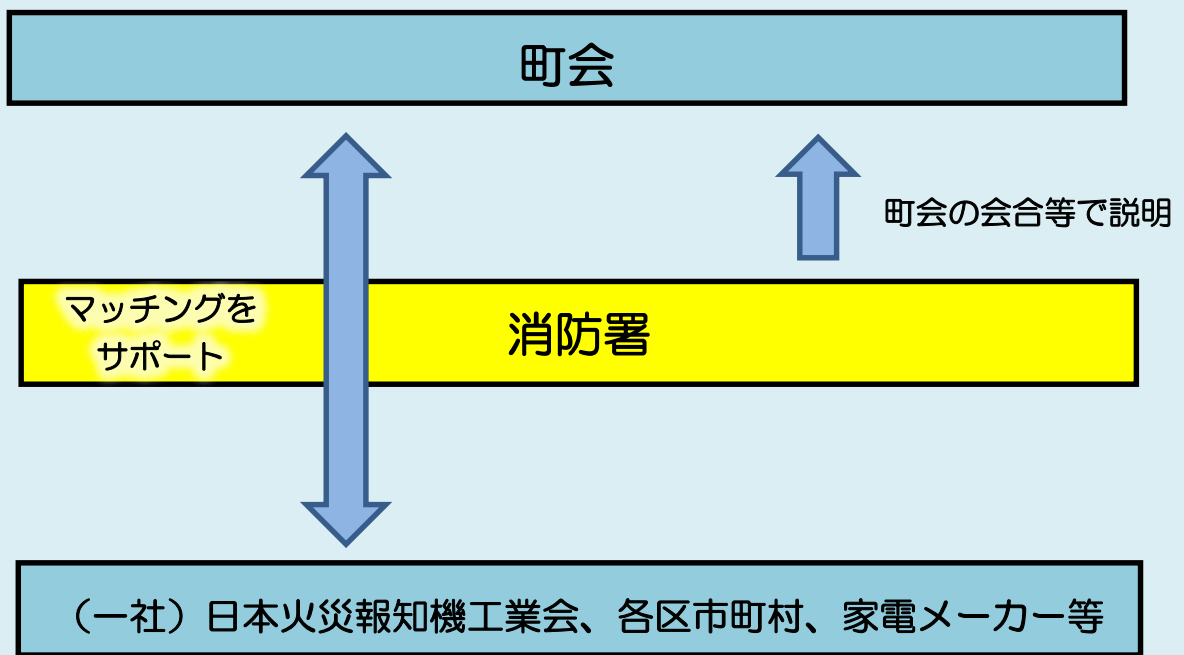 町会
町会の会合等で説明
マッチングを
サポート
消防署
（一社）日本火災報知機工業会、各区市町村、家電メーカー等